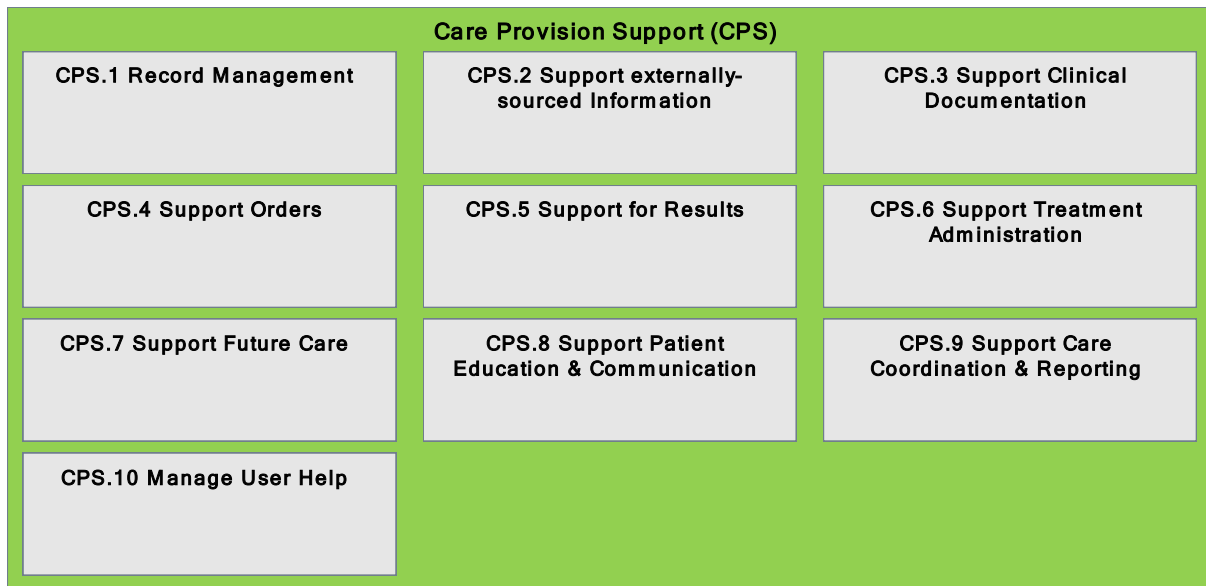 Care Provision Support (CPS)
CPS.1 Record Management
CPS.2 Support externally-
sourced Information
CPS.3 Support Clinical
Documentation
CPS.4 Support Orders
CPS.5 Support for Results
CPS.6 Support Treatment
Administration
CPS.7 Support Future Care
CPS.8 Support Patient
Education & Communication
CPS.9 Support Care
Coordination & Reporting
CPS.10 Manage User Help